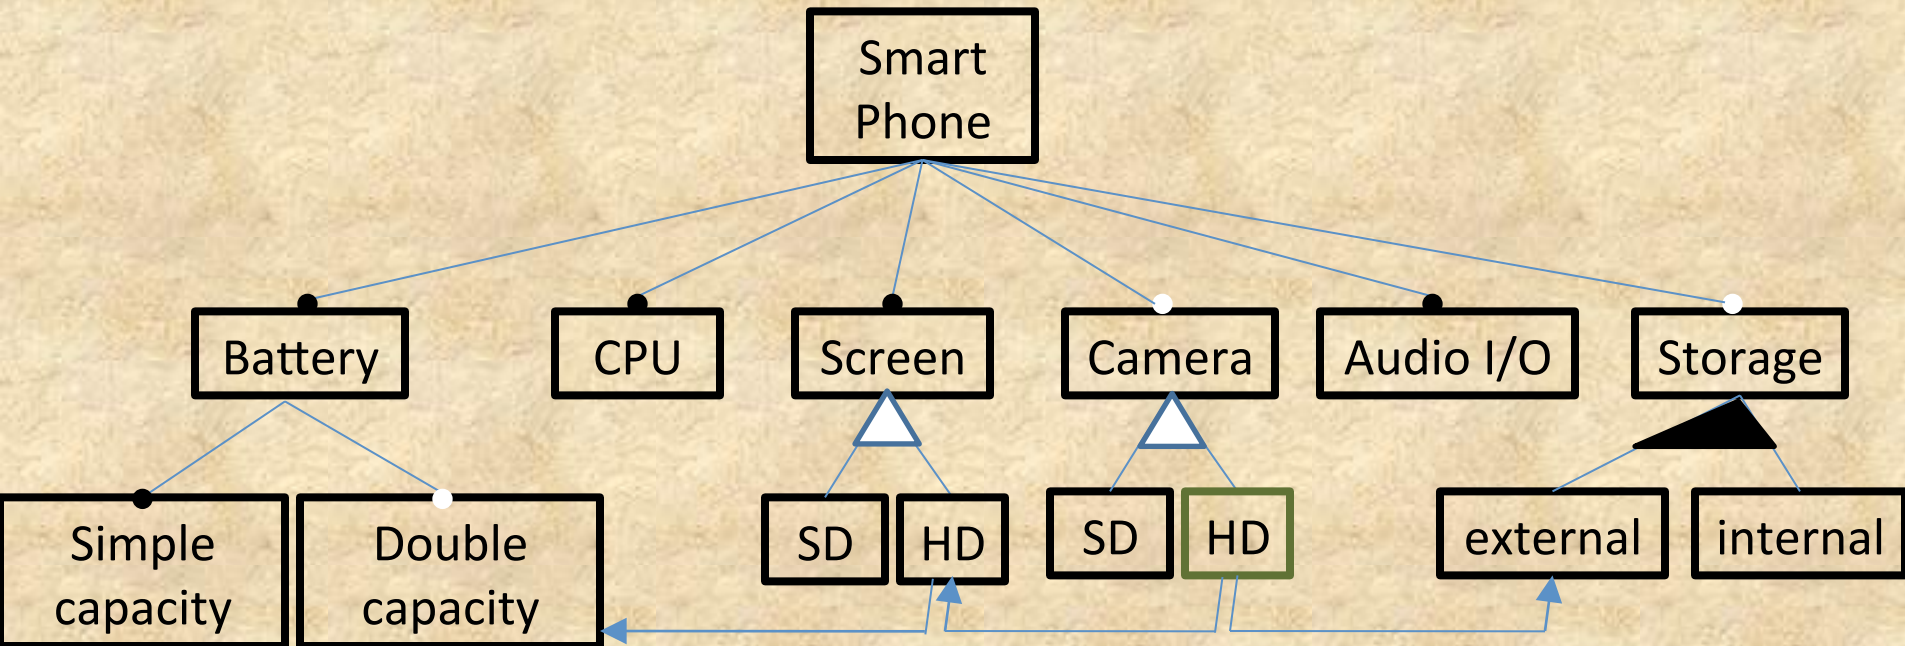 Smart
Phone
Battery
CPU
Screen
Camera
Audio I/O
Storage
Simple
capacity
Double
capacity
SD
HD
SD
HD
external
internal